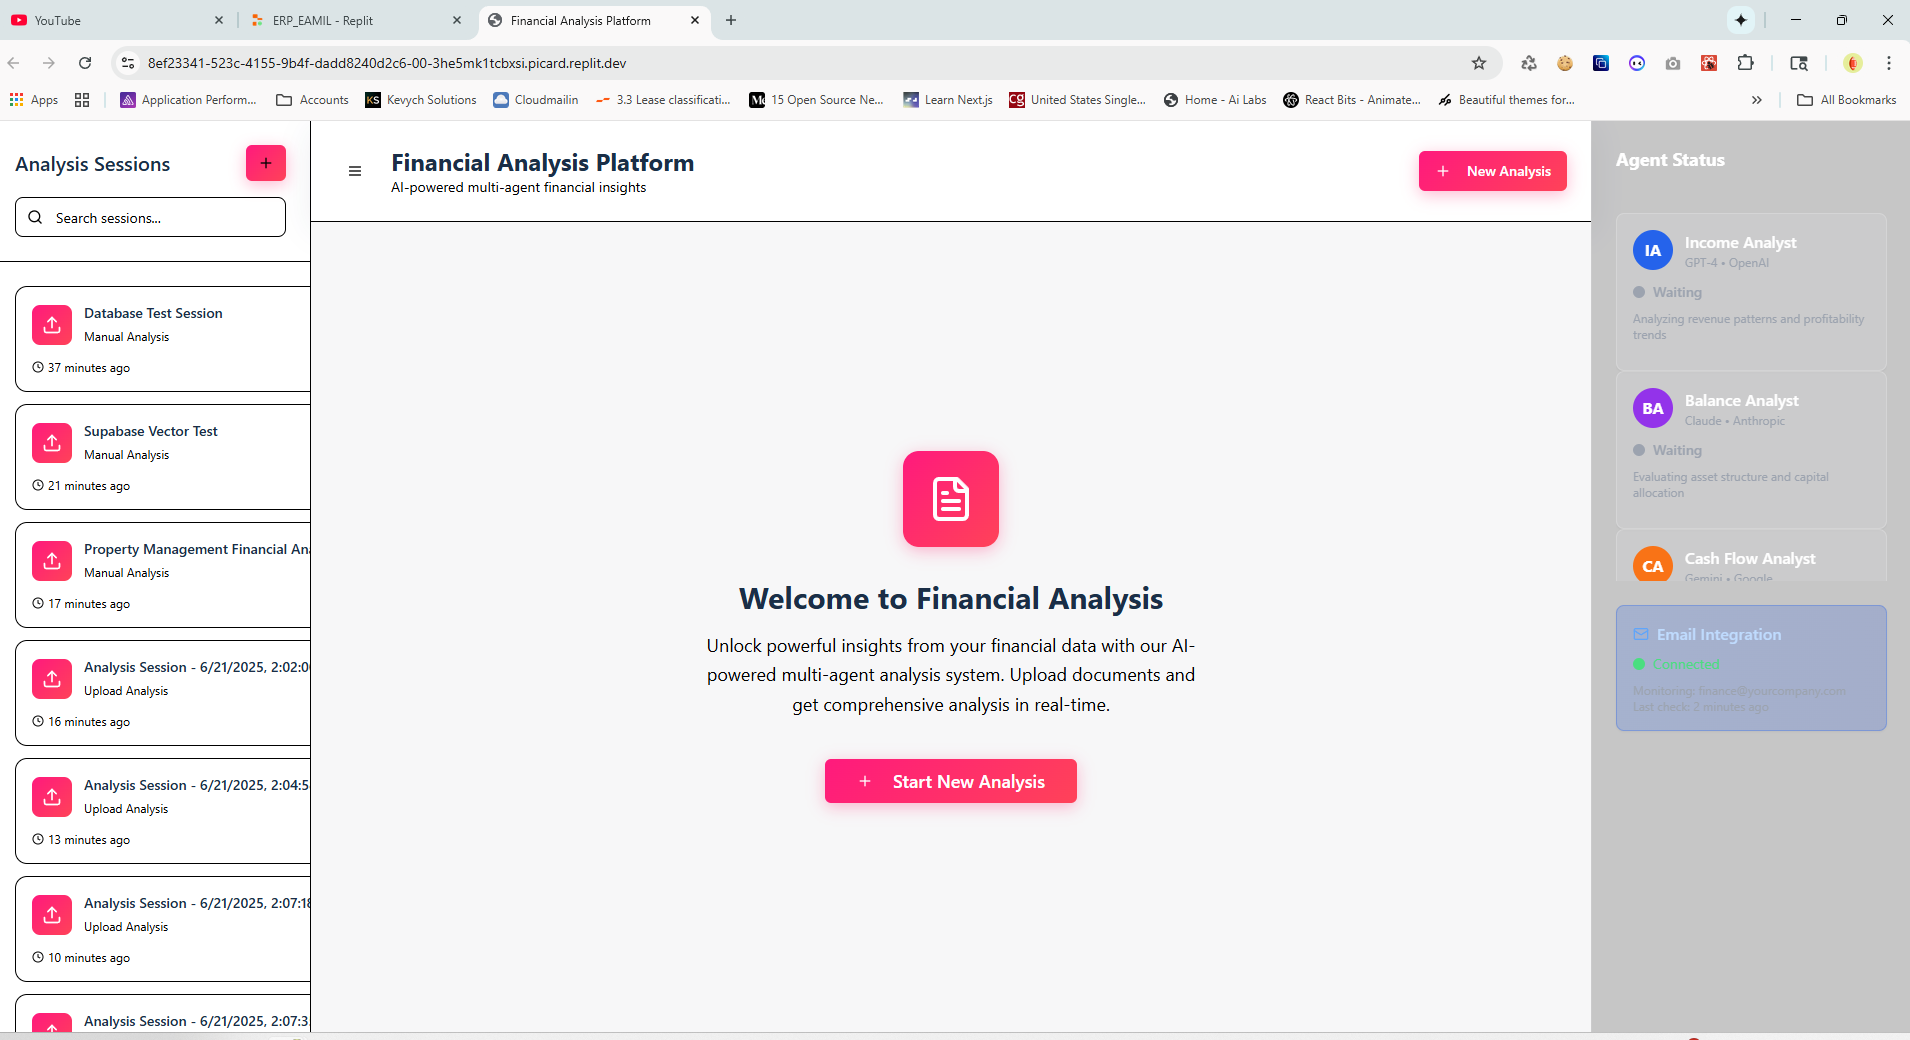 YouTube
ERP_EAMIL - Replit
Financial Analysis Platform
8ef23341-523c-4155-9b4f-dadd8240d2c6-00-3he5mk1tcbxsi.picard.replit.dev
Apps
Application Perform...
Accounts
KS Kevych Solutions
Cloudmailin
3.3 Lease classificati...
15 Open Source Ne...
Learn Next.js
CG United States Single...
Home - Ai Labs
React Bits - Animate...
Beautiful themes for...
All Bookmarks
Analysis Sessions
Search sessions...
Database Test Session
Manual Analysis
37 minutes ago
Supabase Vector Test
Manual Analysis
21 minutes ago
Property Management Financial An
Manual Analysis
17 minutes ago
Analysis Session - 6/21/2025, 2:02:0
Upload Analysis
16 minutes ago
Analysis Session - 6/21/2025, 2:04:5
Upload Analysis
13 minutes ago
Analysis Session - 6/21/2025, 2:07:18
Upload Analysis
10 minutes ago
Analysis Session - 6/21/2025, 2:07:3
Financial Analysis Platform
AI-powered multi-agent financial insights
New Analysis
Welcome to Financial Analysis
Unlock powerful insights from your financial data with our AI-
powered multi-agent analysis system. Upload documents and
get comprehensive analysis in real-time.
Start New Analysis
Agent Status
IA Income Analyst
GPT-4 • OpenAI
Waiting
Analyzing revenue patterns and profitability
trends
BA Balance Analyst
Claude • Anthropic
Waiting
Evaluating asset structure and capital
allocation
CA Cash Flow Analyst
Gemini • Google
Email Integration
Connected
Monitoring: finance@yourcompany.com
Last check: 2 minutes ago